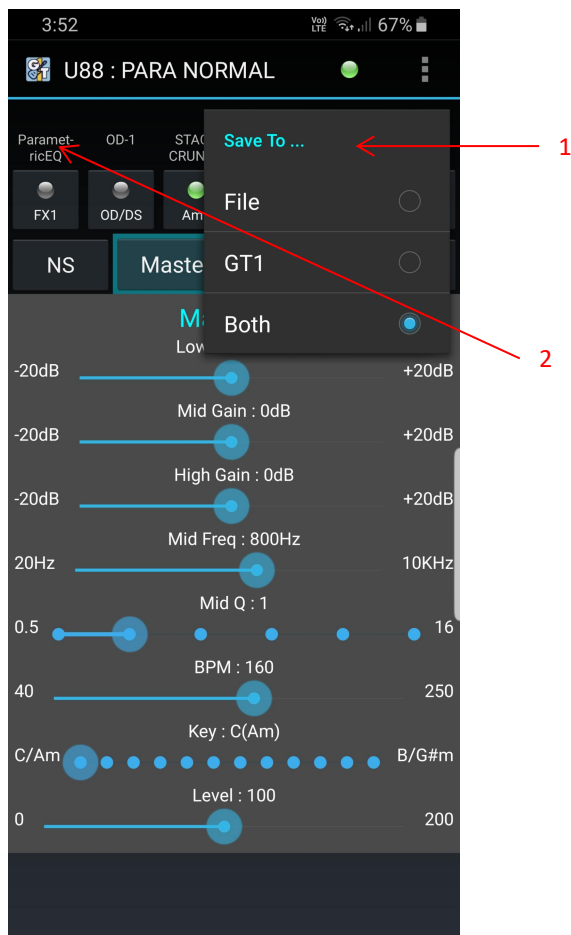 3:52
Vo))
LTE
67%
U88 : PARA NORMAL
Save To ...
1
Paramet-
ricEQ
OD-1
STAC
CRUN
File
FX1
OD/DS
Am
NS
Maste
GT1
Ma
Both
2
Low
-20dB
+20dB
Mid Gain : 0dB
-20dB
+20dB
High Gain : 0dB
-20dB
+20dB
Mid Freq : 800Hz
20Hz
10KHz
Mid Q : 1
0.5
16
BPM : 160
40
250
Key : C(Am)
C/Am
B/G#m
Level : 100
0
200